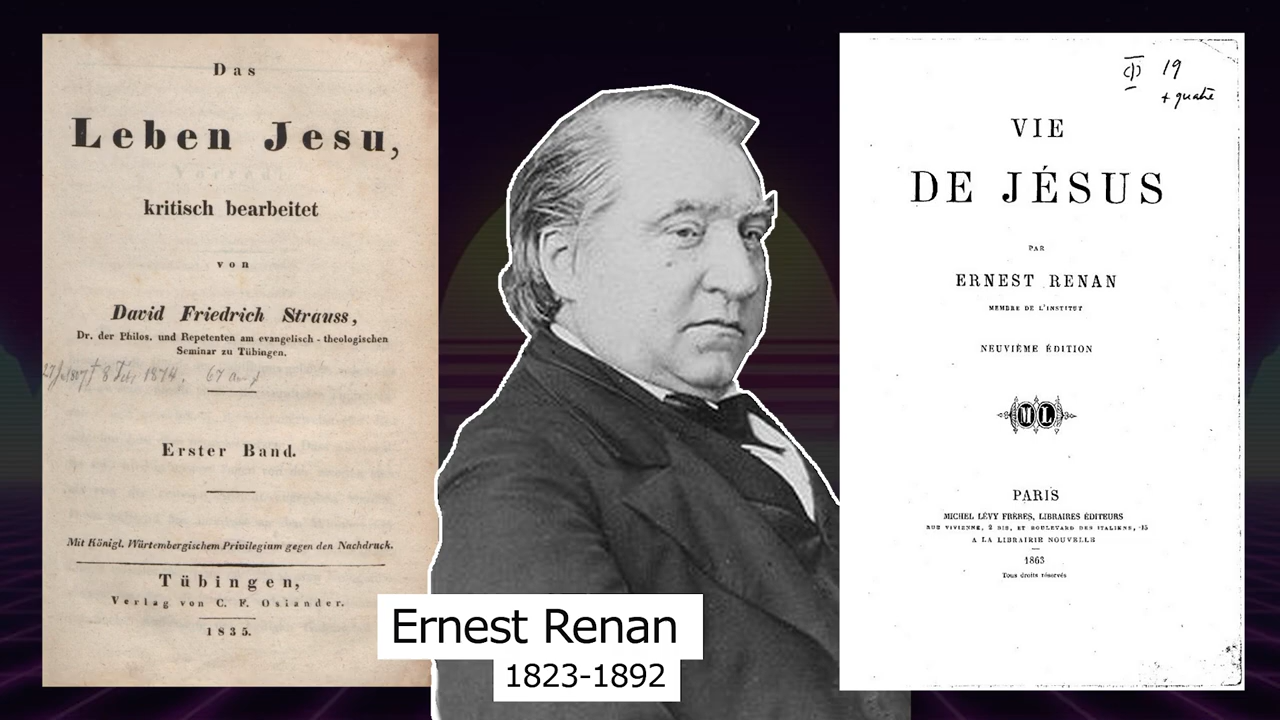 Das
Leben Jesu,
kritisch bearbeitet
von
David Friedrich Strauss,
Dr. der Philos. und Repetenten am evangelisch-theologischen
Seminar zu Tübingen.
8 1874.
Erster Band.
Mit Königl. Würtembergischem Privilegium gegen den Nachdruck.
Tübingen,
Verlag von C. F. Osiander.
1835.
Ernest Renan
1823-1892
19
+ quatre
VIE
DE JÉSUS
PAR
ERNEST RENAN
MEMBRE DE L'INSTITUT
NEUVIÈME ÉDITION
ML
PARIS
MICHEL LÉVY FRÈRES, LIBRAIRES ÉDITEURS
RUE VIVIENNE, 2 BIS, ET BOULEVARD DES ITALIENS, 15
A LA LIBRAIRIE NOUVELLE
1863
Tous droits réservés